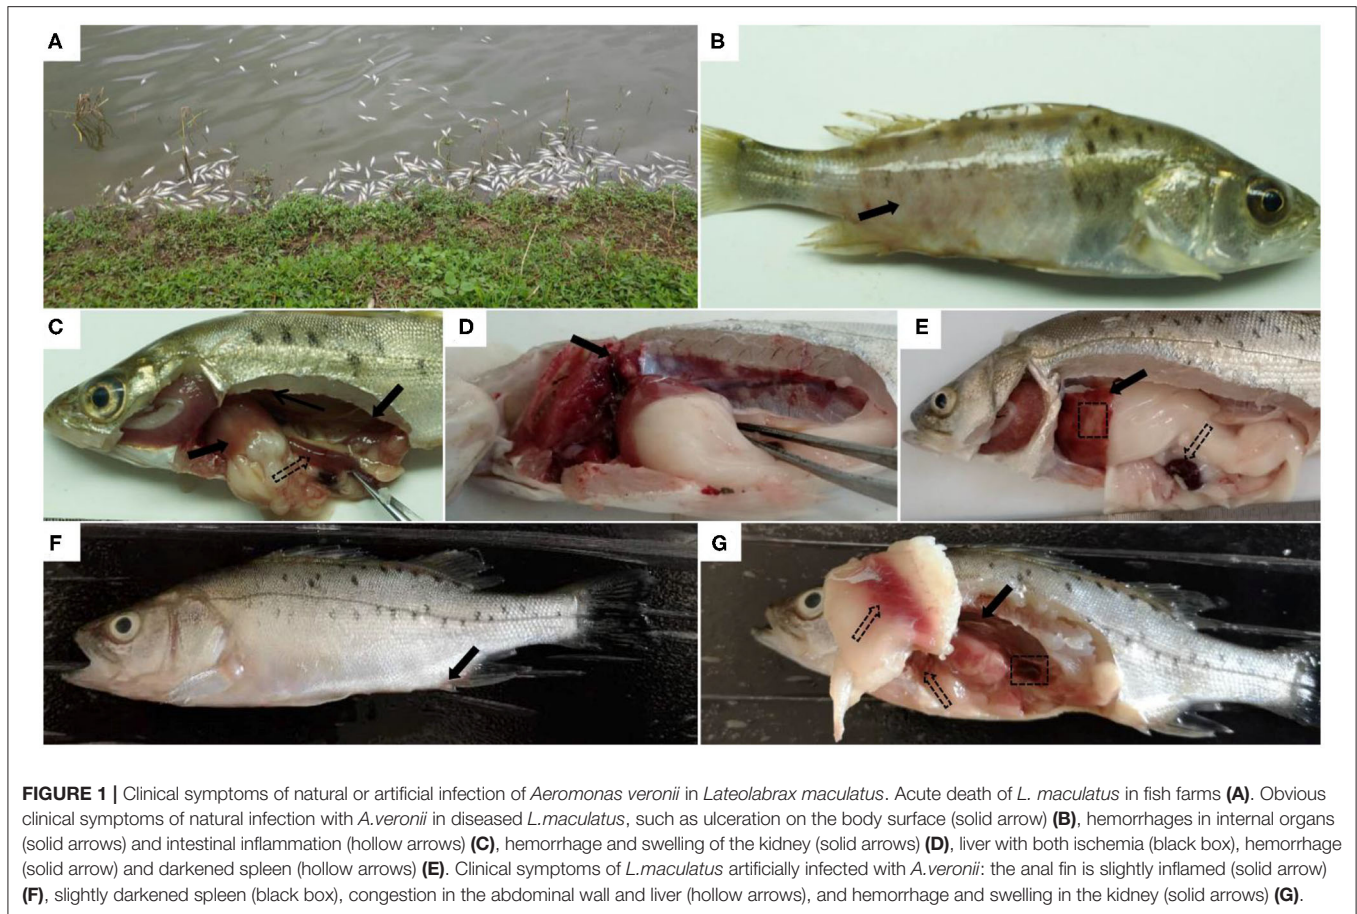 A
B
C
D
E
F
G
FIGURE 1 | Clinical symptoms of natural or artificial infection of Aeromonas veronii in Lateolabrax maculatus. Acute death of L. maculatus in fish farms (A). Obvious
clinical symptoms of natural infection with A.veronii in diseased L.maculatus, such as ulceration on the body surface (solid arrow) (B), hemorrhages in internal organs
(solid arrows) and intestinal inflammation (hollow arrows) (C), hemorrhage and swelling of the kidney (solid arrows) (D), liver with both ischemia (black box), hemorrhage
(solid arrow) and darkened spleen (hollow arrows) (E). Clinical symptoms of L.maculatus artificially infected with A.veronii: the anal fin is slightly inflamed (solid arrow)
(F), slightly darkened spleen (black box), congestion in the abdominal wall and liver (hollow arrows), and hemorrhage and swelling in the kidney (solid arrows) (G).